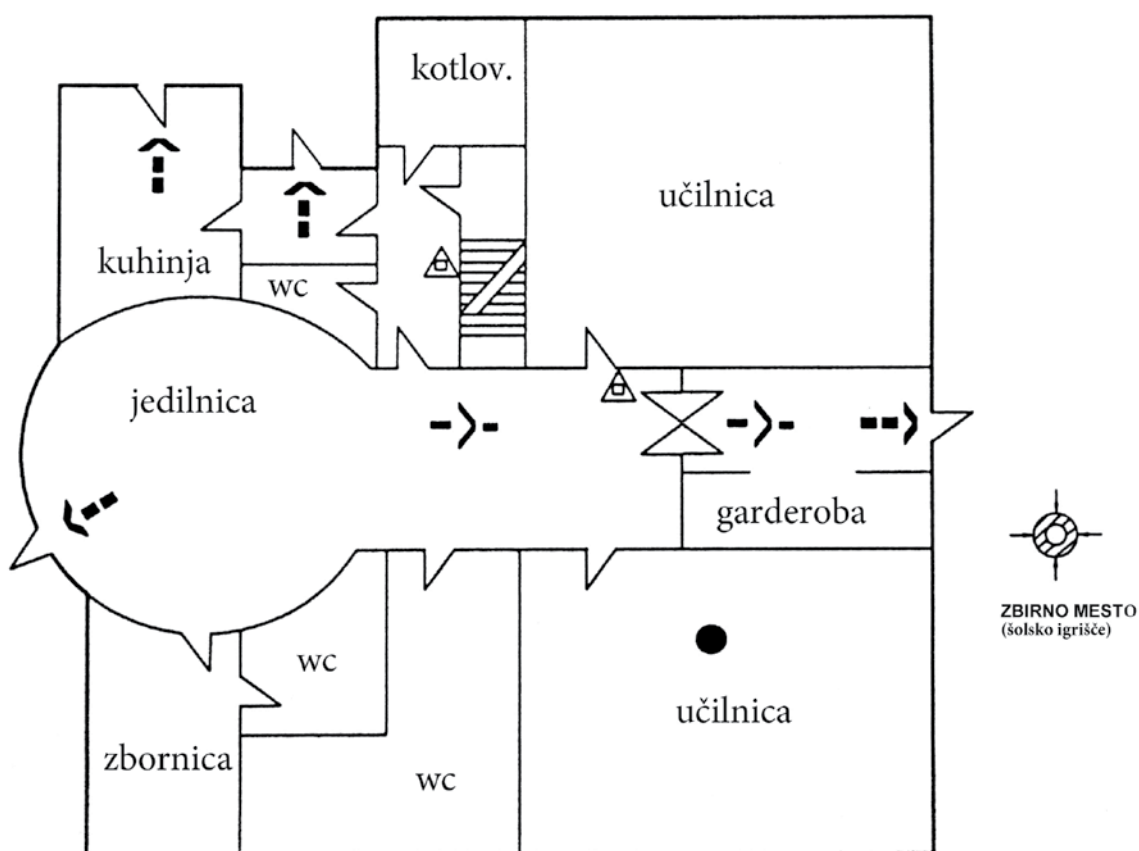 kotlov.
učilnica
kuhinja
wc
jedilnica
garderoba
ZBIRNO MESTO
(šolsko igrišče)
wc
učilnica
zbornica
wc